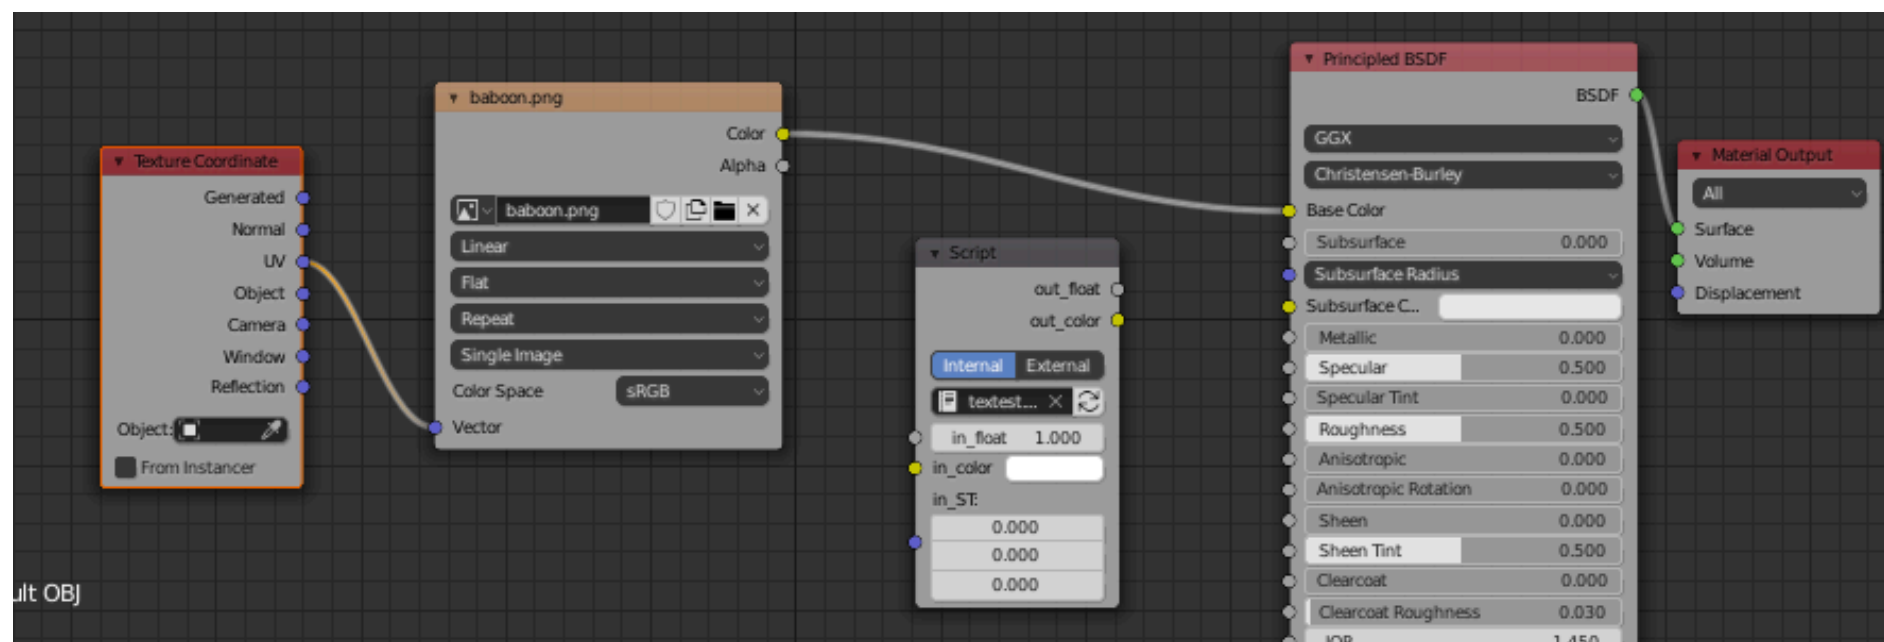 Texture Coordinate
Generated
Normal
UV
Object
Camera
Window
Reflection
Object:
From Instancer
baboon.png
Color
Alpha
baboon.png
Linear
Flat
Repeat
Single Image
Color Space sRGB
Vector
Script
out_float
out_color
Internal External
textest...
in_float 1.000
in_color
in_ST:
0.000
0.000
0.000
Principled BSDF
BSDF
GGX
Christensen-Burley
Base Color
Subsurface 0.000
Subsurface Radius
Subsurface C...
Metallic 0.000
Specular 0.500
Specular Tint 0.000
Roughness 0.500
Anisotropic 0.000
Anisotropic Rotation 0.000
Sheen 0.000
Sheen Tint 0.500
Clearcoat 0.000
Clearcoat Roughness 0.030
IOR 1.450
Material Output
All
Surface
Volume
Displacement
ult OBJ